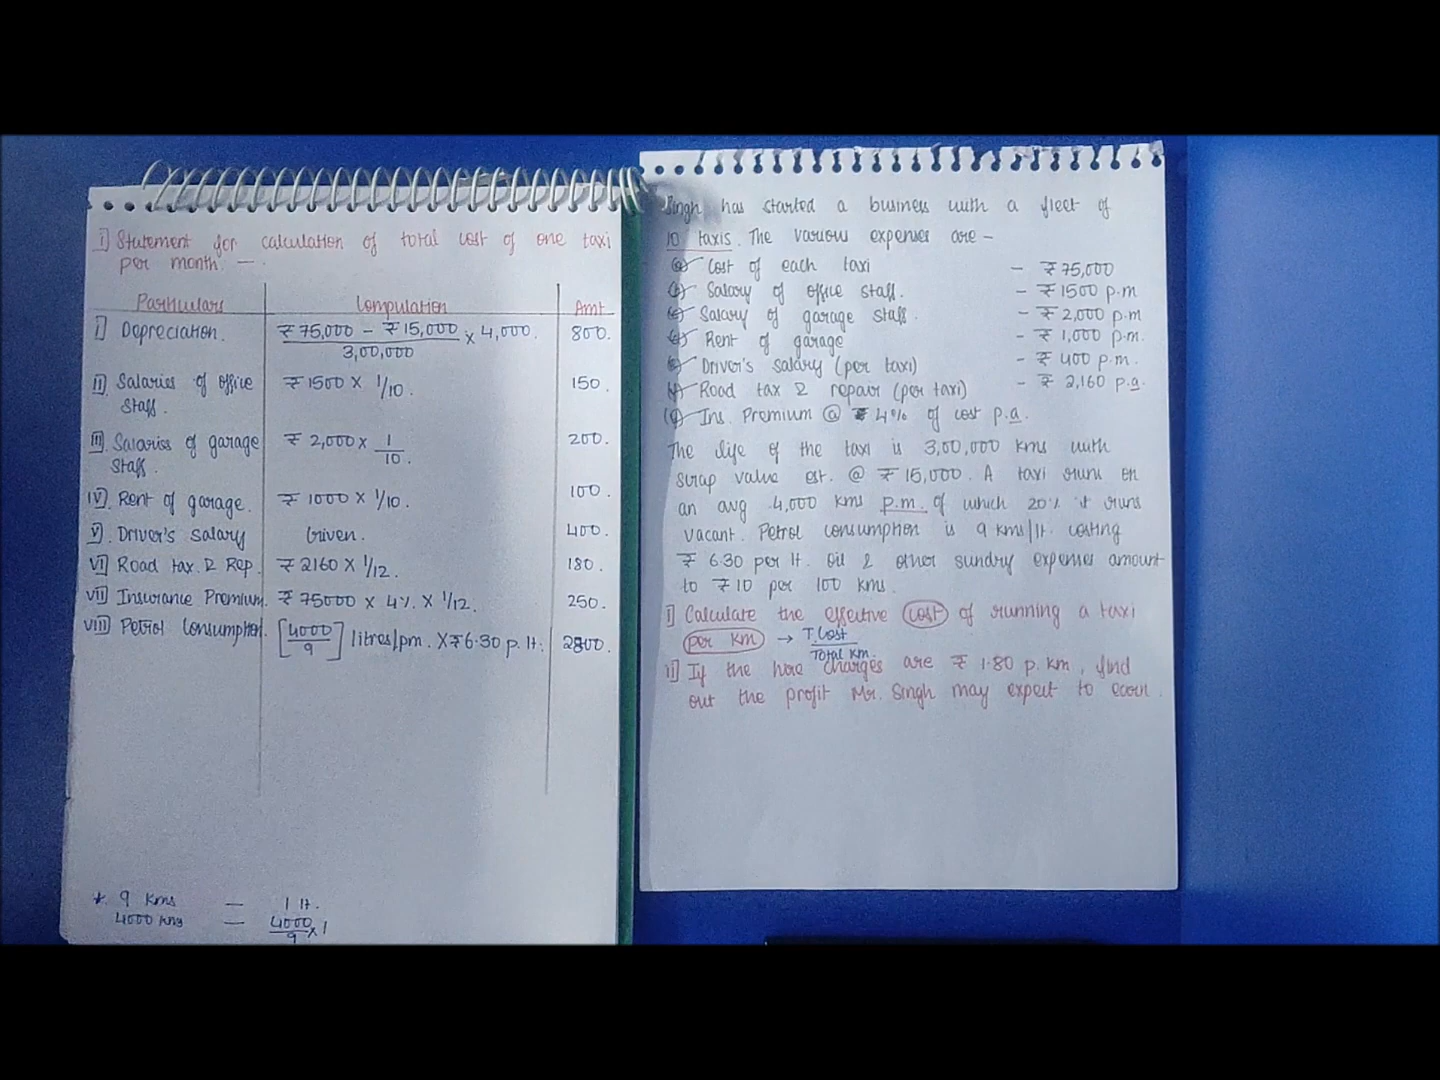 I] Statement for calculation of total cost of one taxi
per month. —
Particulars Computation Amt
I] Depreciation. ₹ 75,000 - ₹ 15,000 / 3,00,000 × 4,000. 800.
II] Salaries of office ₹ 1500 × 1/10. 150.
Staff.
III] Salaries of garage ₹ 2,000 × 1/10. 200.
Staff.
IV] Rent of garage. ₹ 1000 × 1/10. 100.
V]. Driver's salary Given. 400.
VI] Road tax. & Rep. ₹ 2160 × 1/12. 180.
VII] Insurance Premium. ₹ 75000 × 4%. × 1/12. 250.
VIII] Petrol Consumption. [4000/9] litres/pm. × ₹ 6.30 p. lt. 2800.
* 9 Kms — 1 lt.
4000 kms — 4000/9 × 1
Singh has started a business with a fleet of
10 taxis. The various expenses are -
(a) Cost of each taxi - ₹ 75,000
(b) Salary of office staff. - ₹ 1500 p.m
(c) Salary of garage staff. - ₹ 2,000 p.m
(d) Rent of garage - ₹ 1,000 p.m.
(e) Driver's salary (per taxi) - ₹ 400 p.m.
(f) Road tax & repair (per taxi) - ₹ 2,160 p.a.
(g) Ins. Premium @ 4% of cost p.a.
The life of the taxi is 3,00,000 kms with
scrap value est. @ ₹ 15,000. A taxi runs on
an avg 4,000 kms p.m. of which 20% it runs
vacant. Petrol consumption is 9 kms/lt. costing
₹ 6.30 per lt. Oil & other sundry expenses amount
to ₹ 10 per 100 kms.
I] Calculate the effective cost of running a taxi
per km → T.Cost / Total Km.
II] If the hire charges are ₹ 1.80 p. km, find
out the profit Mr. Singh may expect to earn.